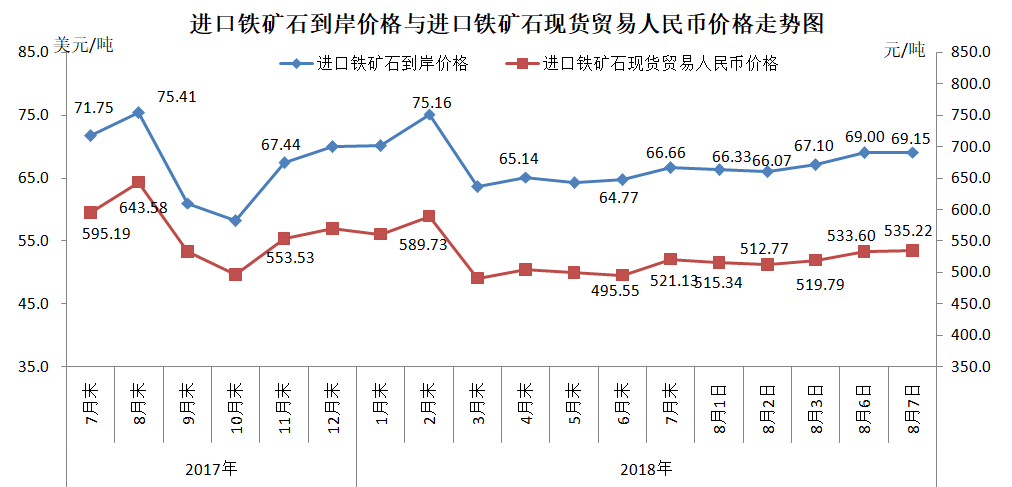 进口铁矿石到岸价格与进口铁矿石现货贸易人民币价格走势图
美元/吨
元/吨
进口铁矿石到岸价格
进口铁矿石现货贸易人民币价格
85.0
75.0
65.0
55.0
45.0
35.0
850.0
800.0
750.0
700.0
650.0
600.0
550.0
500.0
450.0
400.0
350.0
71.75
75.41
67.44
75.16
65.14
64.77
66.66
66.33
66.07
67.10
69.00
69.15
595.19
643.58
553.53
589.73
495.55
521.13
515.34
512.77
519.79
533.60
535.22
7月末
8月末
9月末
10月末
11月末
12月末
1月末
2月末
3月末
4月末
5月末
6月末
7月末
8月1日
8月2日
8月3日
8月6日
8月7日
2017年
2018年